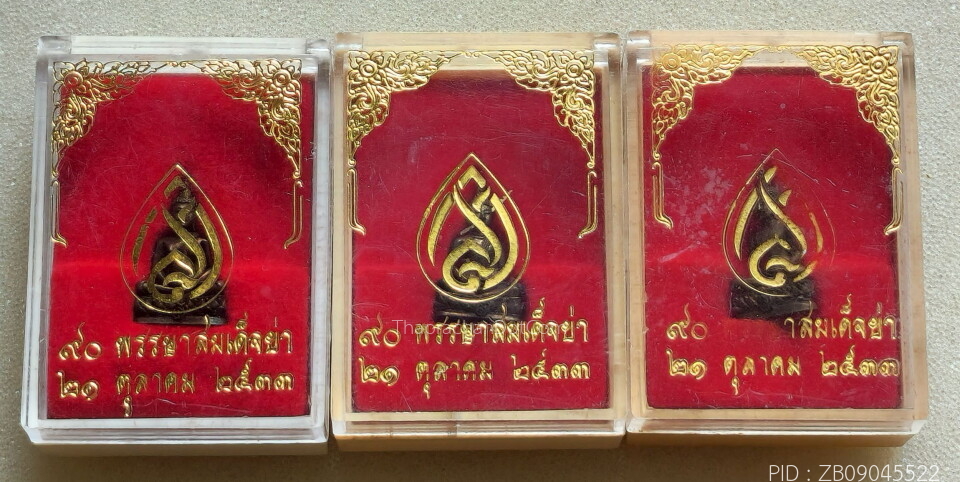 ๙๐ พรรษาสมเด็จย่า
๒๑ ตุลาคม ๒๕๓๓
๙๐ พรรษาสมเด็จย่า
๒๑ ตุลาคม ๒๕๓๓
๙๐ าสมเด็จย่า
๒๑ ตุลาคม ๒๕๓๓
PID : ZB09045522